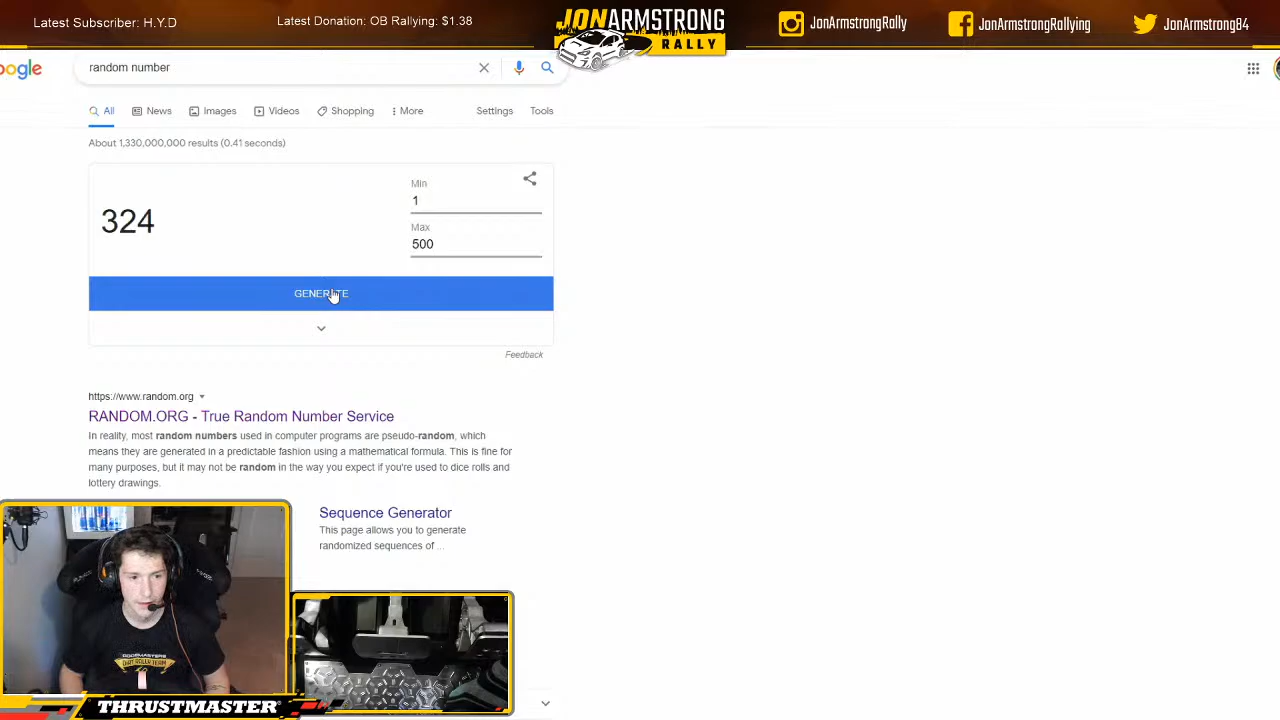 Latest Subscriber: H.Y.D
Latest Donation: OB Rallying: $1.38
JONARMSTRONG
RALLY
JonArmstrongRally
JonArmstrongRallying
JonArmstrong84
ogle
random number
All
News
Images
Videos
Shopping
More
Settings
Tools
About 1,330,000,000 results (0.41 seconds)
324
Min
1
Max
500
GENERATE
Feedback
https://www.random.org
RANDOM.ORG - True Random Number Service
In reality, most random numbers used in computer programs are pseudo-random, which
means they are generated in a predictable fashion using a mathematical formula. This is fine for
many purposes, but it may not be random in the way you expect if you're used to dice rolls and
lottery drawings.
Sequence Generator
This page allows you to generate
randomized sequences of ...
CODEMASTERS
DIRT RALLY TEAM
THRUSTMASTER